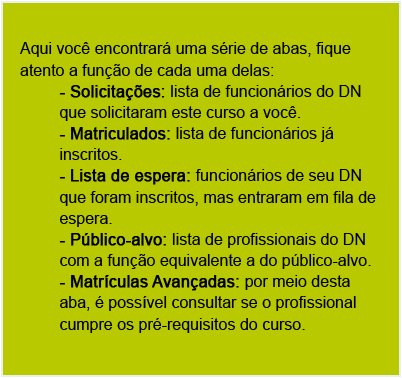 Aqui você encontrará uma série de abas, fique
atento a função de cada uma delas:
- Solicitações: lista de funcionários do DN
que solicitaram este curso a você.
- Matriculados: lista de funcionários já
inscritos.
- Lista de espera: funcionários de seu DN
que foram inscritos, mas entraram em fila de
espera.
- Público-alvo: lista de profissionais do DN
com a função equivalente a do público-alvo.
- Matrículas Avançadas: por meio desta
aba, é possível consultar se o profissional
cumpre os pré-requisitos do curso.